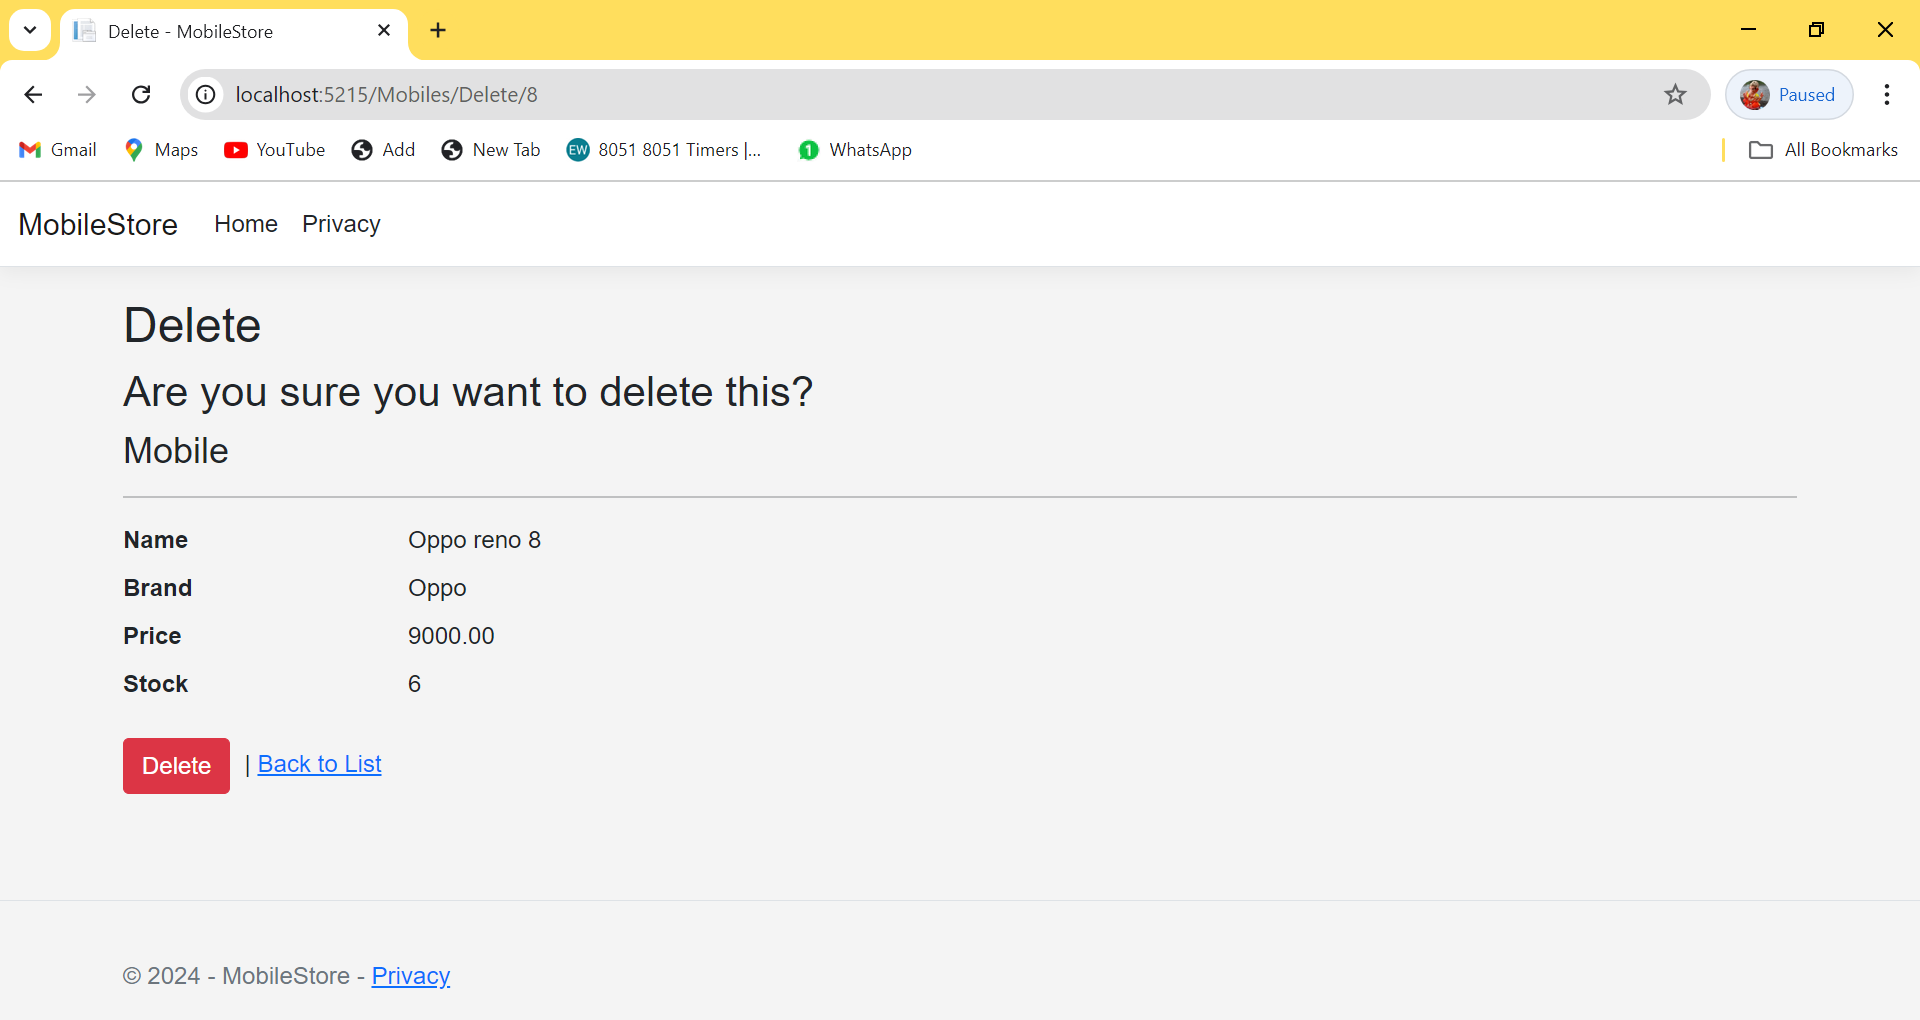 Delete - MobileStore
localhost:5215/Mobiles/Delete/8
Paused
Gmail
Maps
YouTube
Add
New Tab
EW
8051 8051 Timers |...
1
WhatsApp
All Bookmarks
MobileStore
Home
Privacy
Delete
Are you sure you want to delete this?
Mobile
Name Oppo reno 8
Brand Oppo
Price 9000.00
Stock 6
Delete | Back to List
© 2024 - MobileStore - Privacy